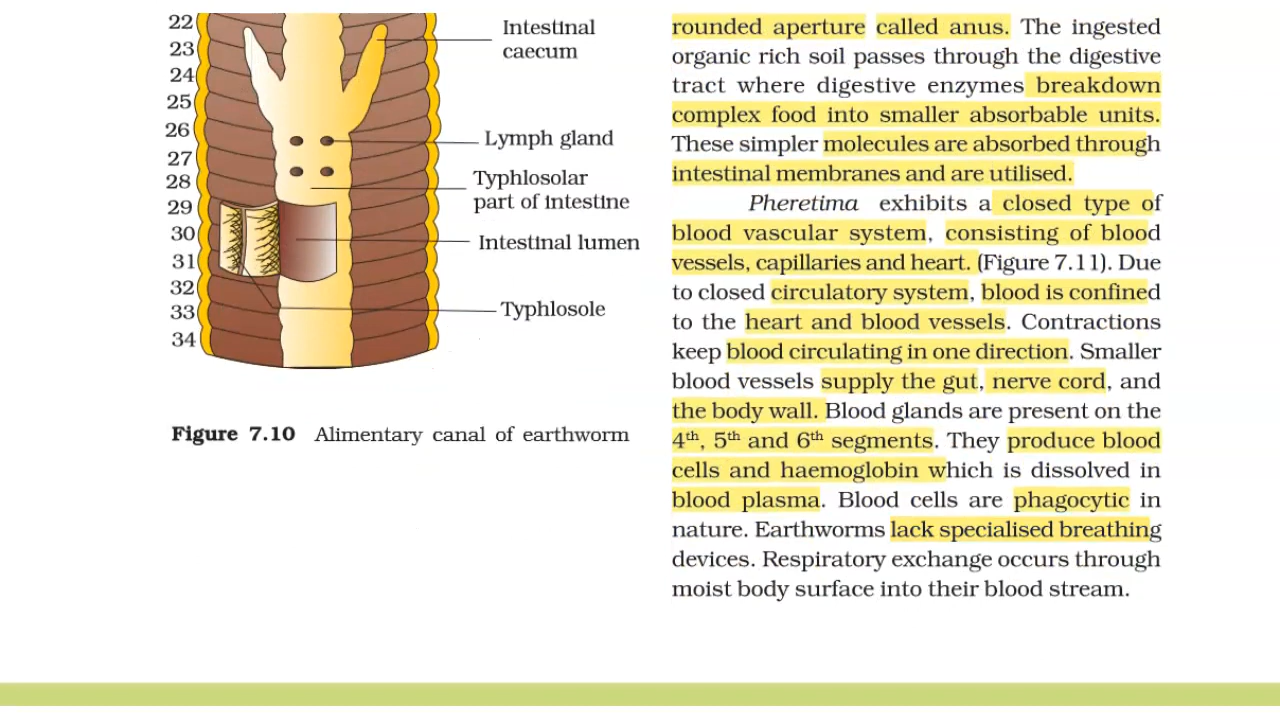 22
23
24
25
26
27
28
29
30
31
32
33
34
Intestinal
caecum
Lymph gland
Typhlosolar
part of intestine
Intestinal lumen
Typhlosole
Figure 7.10 Alimentary canal of earthworm
rounded aperture called anus. The ingested
organic rich soil passes through the digestive
tract where digestive enzymes breakdown
complex food into smaller absorbable units.
These simpler molecules are absorbed through
intestinal membranes and are utilised.
Pheretima exhibits a closed type of
blood vascular system, consisting of blood
vessels, capillaries and heart. (Figure 7.11). Due
to closed circulatory system, blood is confined
to the heart and blood vessels. Contractions
keep blood circulating in one direction. Smaller
blood vessels supply the gut, nerve cord, and
the body wall. Blood glands are present on the
4th, 5th and 6th segments. They produce blood
cells and haemoglobin which is dissolved in
blood plasma. Blood cells are phagocytic in
nature. Earthworms lack specialised breathing
devices. Respiratory exchange occurs through
moist body surface into their blood stream.